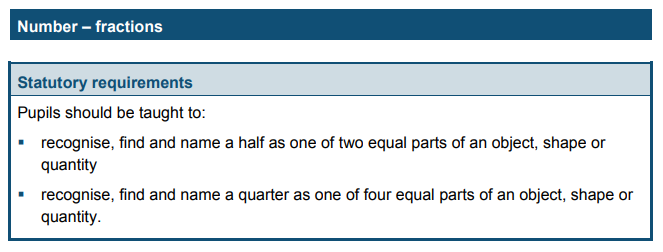 Number – fractions
Statutory requirements
Pupils should be taught to:
▪ recognise, find and name a half as one of two equal parts of an object, shape or
quantity
▪ recognise, find and name a quarter as one of four equal parts of an object, shape or
quantity.